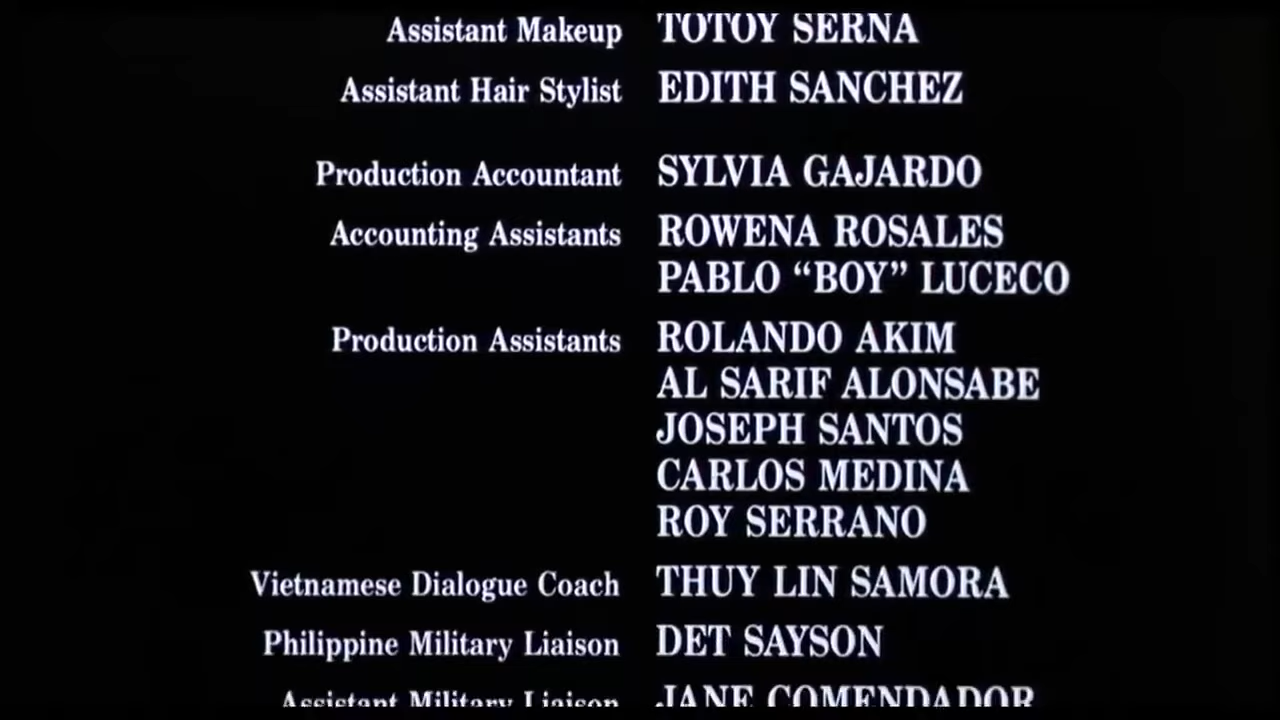 Assistant Makeup TOTOY SERNA
Assistant Hair Stylist EDITH SANCHEZ
Production Accountant SYLVIA GAJARDO
Accounting Assistants ROWENA ROSALES
PABLO “BOY” LUCECO
Production Assistants ROLANDO AKIM
AL SARIF ALONSABE
JOSEPH SANTOS
CARLOS MEDINA
ROY SERRANO
Vietnamese Dialogue Coach THUY LIN SAMORA
Philippine Military Liaison DET SAYSON
Assistant Military Liaison JANE COMENDADOR